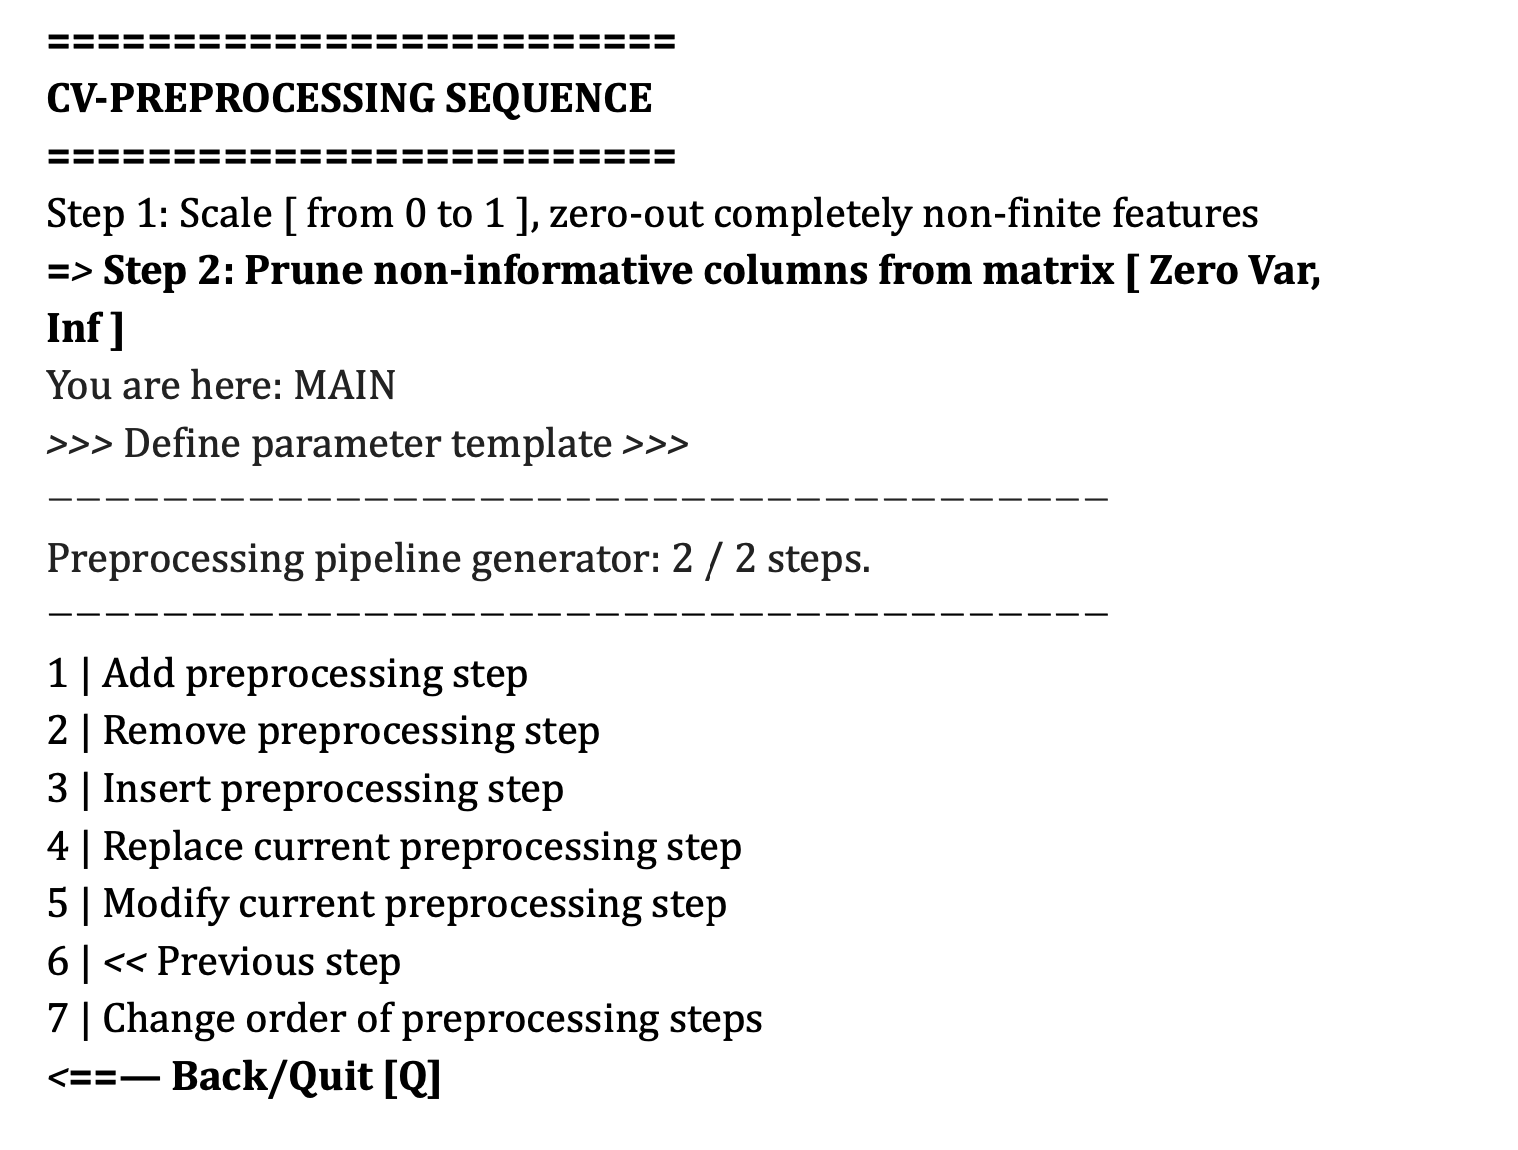 =========================
CV-PREPROCESSING SEQUENCE
=========================
Step 1: Scale [ from 0 to 1 ], zero-out completely non-finite features
=> Step 2: Prune non-informative columns from matrix [ Zero Var,
Inf ]
You are here: MAIN
>>> Define parameter template >>>
—————————————————————————————————————
Preprocessing pipeline generator: 2 / 2 steps.
—————————————————————————————————————
1 | Add preprocessing step
2 | Remove preprocessing step
3 | Insert preprocessing step
4 | Replace current preprocessing step
5 | Modify current preprocessing step
6 | << Previous step
7 | Change order of preprocessing steps
<==— Back/Quit [Q]